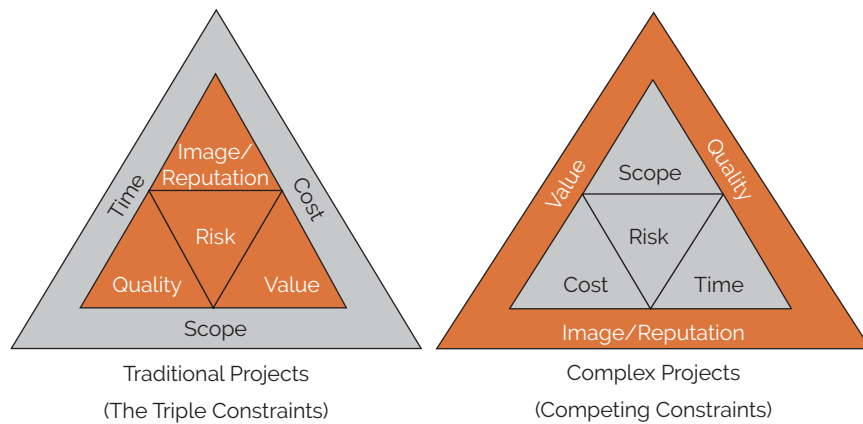 Time
Cost
Image/
Reputation
Risk
Quality
Value
Scope
Traditional Projects
(The Triple Constraints)
Value
Quality
Scope
Risk
Cost
Time
Image/Reputation
Complex Projects
(Competing Constraints)